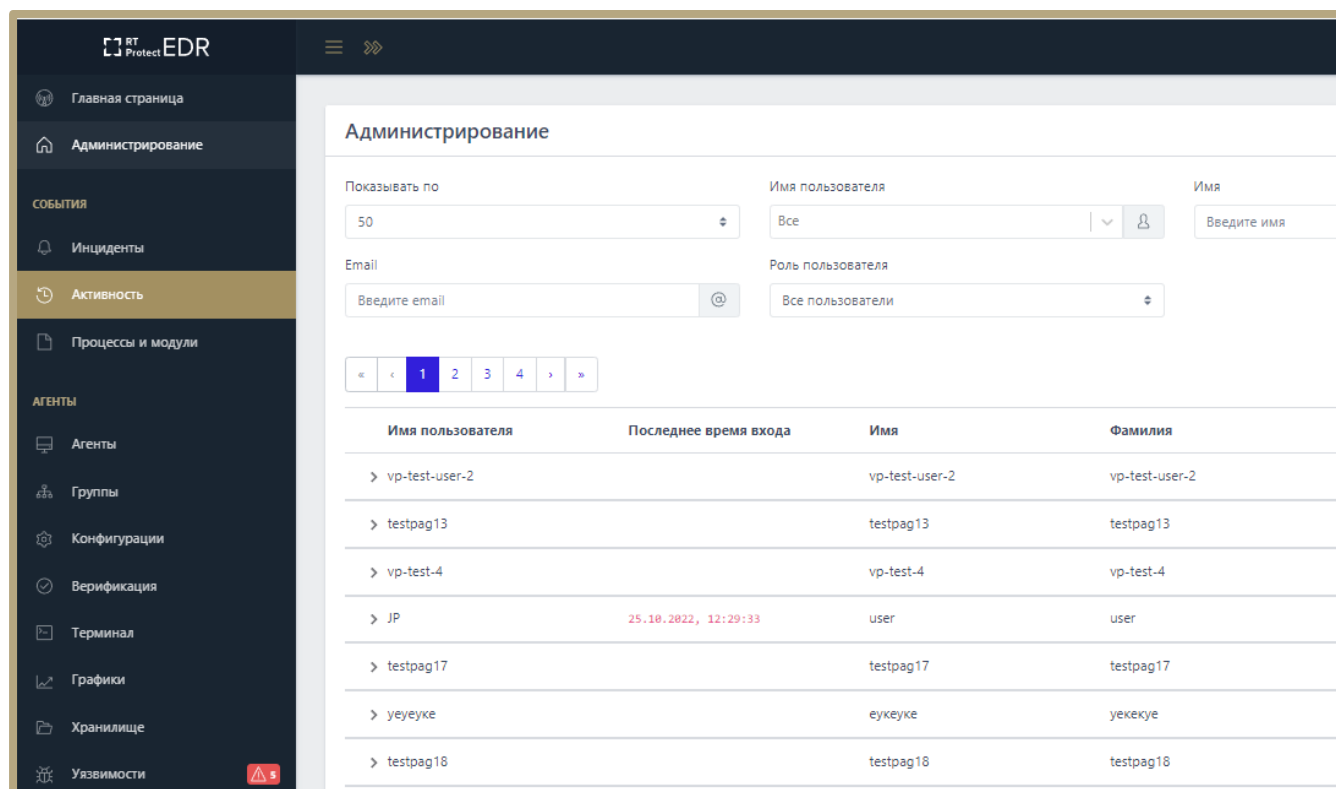 RT Protect EDR
Главная страница
Администрирование
СОБЫТИЯ
Инциденты
Активность
Процессы и модули
АГЕНТЫ
Агенты
Группы
Конфигурации
Верификация
Терминал
Графики
Хранилище
Уязвимости 5
Администрирование
Показывать по Имя пользователя Имя
50 Все Введите имя
Email Роль пользователя
Введите email @ Все пользователи
« ‹ 1 2 3 4 › »
Имя пользователя Последнее время входа Имя Фамилия
vp-test-user-2 vp-test-user-2 vp-test-user-2
testpag13 testpag13 testpag13
vp-test-4 vp-test-4 vp-test-4
JP 25.10.2022, 12:29:33 user user
testpag17 testpag17 testpag17
уеуеуке еукеуке уекекуе
testpag18 testpag18 testpag18